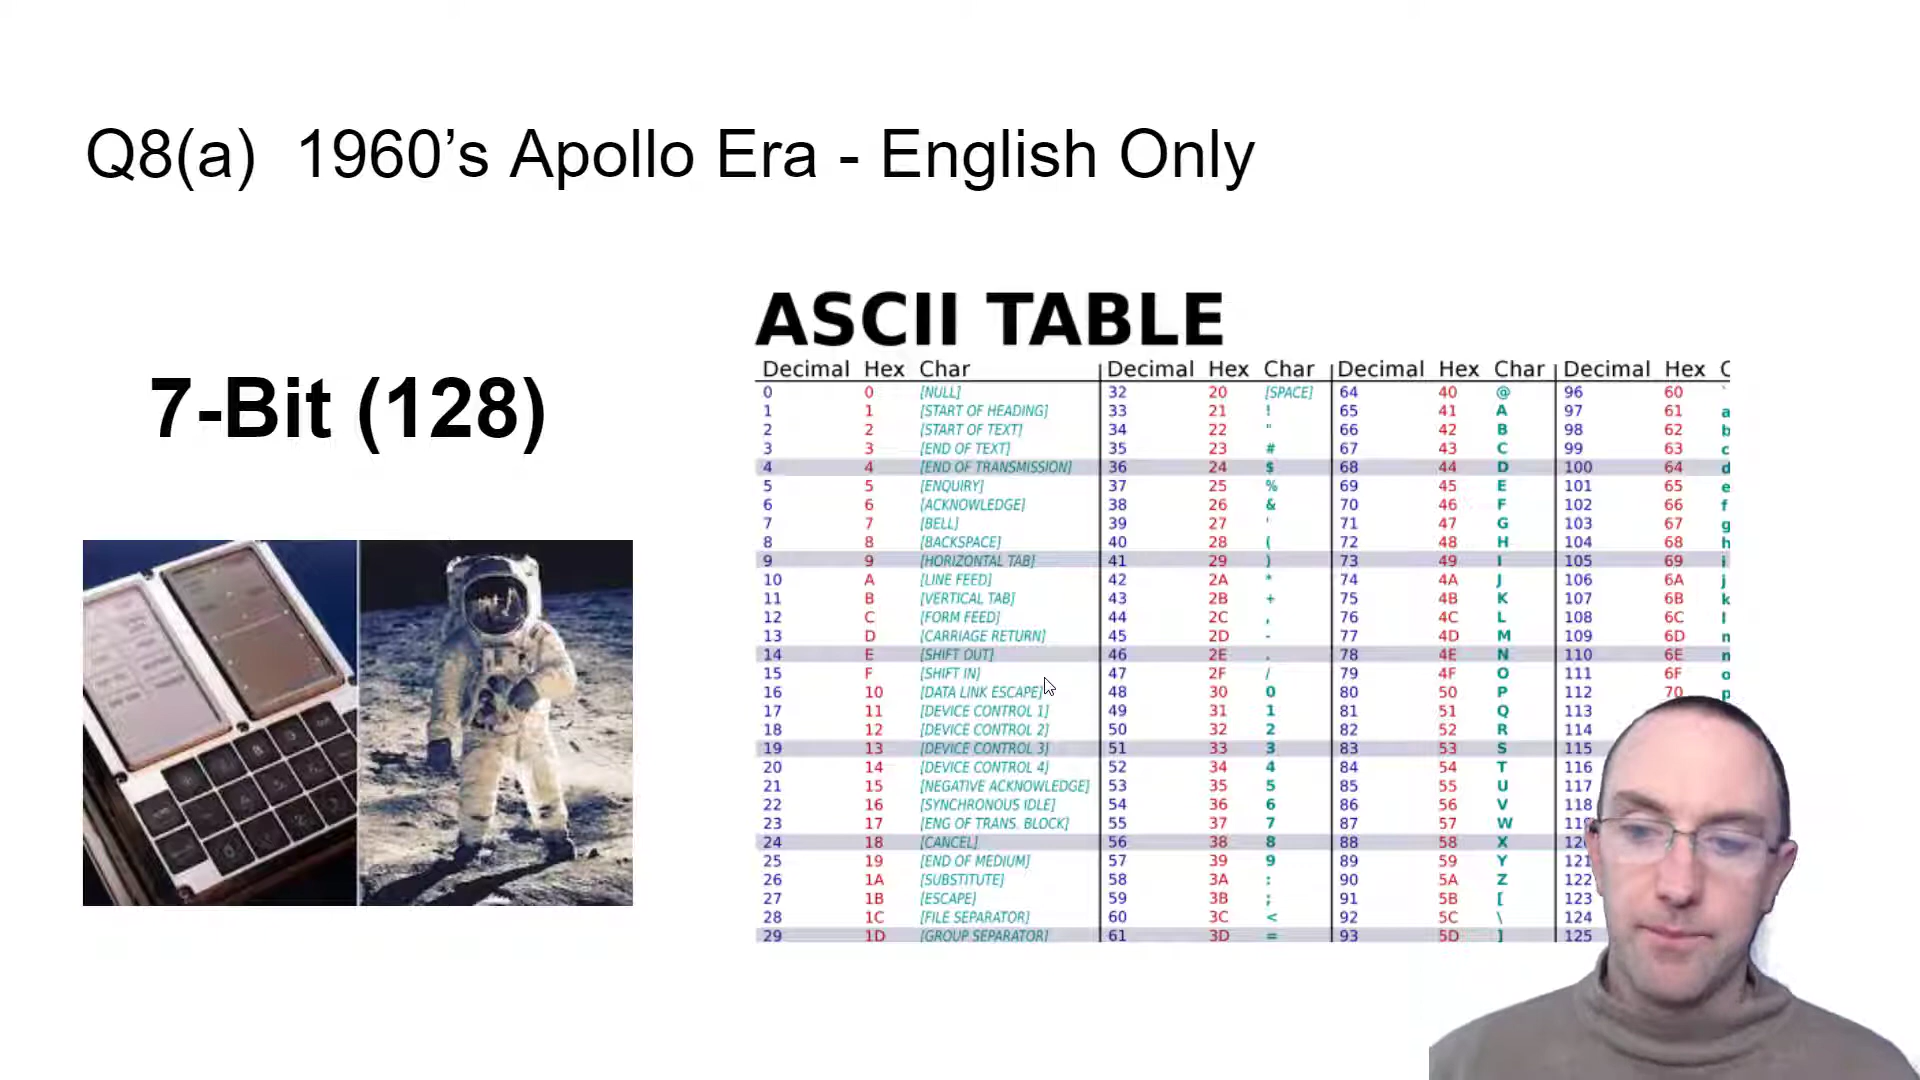 Q8(a) 1960’s Apollo Era - English Only
7-Bit (128)
ASCII TABLE
Decimal Hex Char Decimal Hex Char Decimal Hex Char Decimal Hex C
0 0 [NULL] 32 20 [SPACE] 64 40 @ 96 60 `
1 1 [START OF HEADING] 33 21 ! 65 41 A 97 61 a
2 2 [START OF TEXT] 34 22 " 66 42 B 98 62 b
3 3 [END OF TEXT] 35 23 # 67 43 C 99 63 c
4 4 [END OF TRANSMISSION] 36 24 $ 68 44 D 100 64 d
5 5 [ENQUIRY] 37 25 % 69 45 E 101 65 e
6 6 [ACKNOWLEDGE] 38 26 & 70 46 F 102 66 f
7 7 [BELL] 39 27 ' 71 47 G 103 67 g
8 8 [BACKSPACE] 40 28 ( 72 48 H 104 68 h
9 9 [HORIZONTAL TAB] 41 29 ) 73 49 I 105 69 i
10 A [LINE FEED] 42 2A * 74 4A J 106 6A j
11 B [VERTICAL TAB] 43 2B + 75 4B K 107 6B k
12 C [FORM FEED] 44 2C , 76 4C L 108 6C l
13 D [CARRIAGE RETURN] 45 2D - 77 4D M 109 6D
14 E [SHIFT OUT] 46 2E . 78 4E N 110 6E n
15 F [SHIFT IN] 47 2F / 79 4F O 111 6F o
16 10 [DATA LINK ESCAPE] 48 30 0 80 50 P 112 70 p
17 11 [DEVICE CONTROL 1] 49 31 1 81 51 Q 113
18 12 [DEVICE CONTROL 2] 50 32 2 82 52 R 114
19 13 [DEVICE CONTROL 3] 51 33 3 83 53 S 115
20 14 [DEVICE CONTROL 4] 52 34 4 84 54 T 116
21 15 [NEGATIVE ACKNOWLEDGE] 53 35 5 85 55 U 117
22 16 [SYNCHRONOUS IDLE] 54 36 6 86 56 V 118
23 17 [ENG OF TRANS. BLOCK] 55 37 7 87 57 W
24 18 [CANCEL] 56 38 8 88 58 X
25 19 [END OF MEDIUM] 57 39 9 89 59 Y 121
26 1A [SUBSTITUTE] 58 3A : 90 5A Z 122
27 1B [ESCAPE] 59 3B ; 91 5B [ 123
28 1C [FILE SEPARATOR] 60 3C < 92 5C \ 124
29 1D [GROUP SEPARATOR] 61 3D = 93 5D ] 125